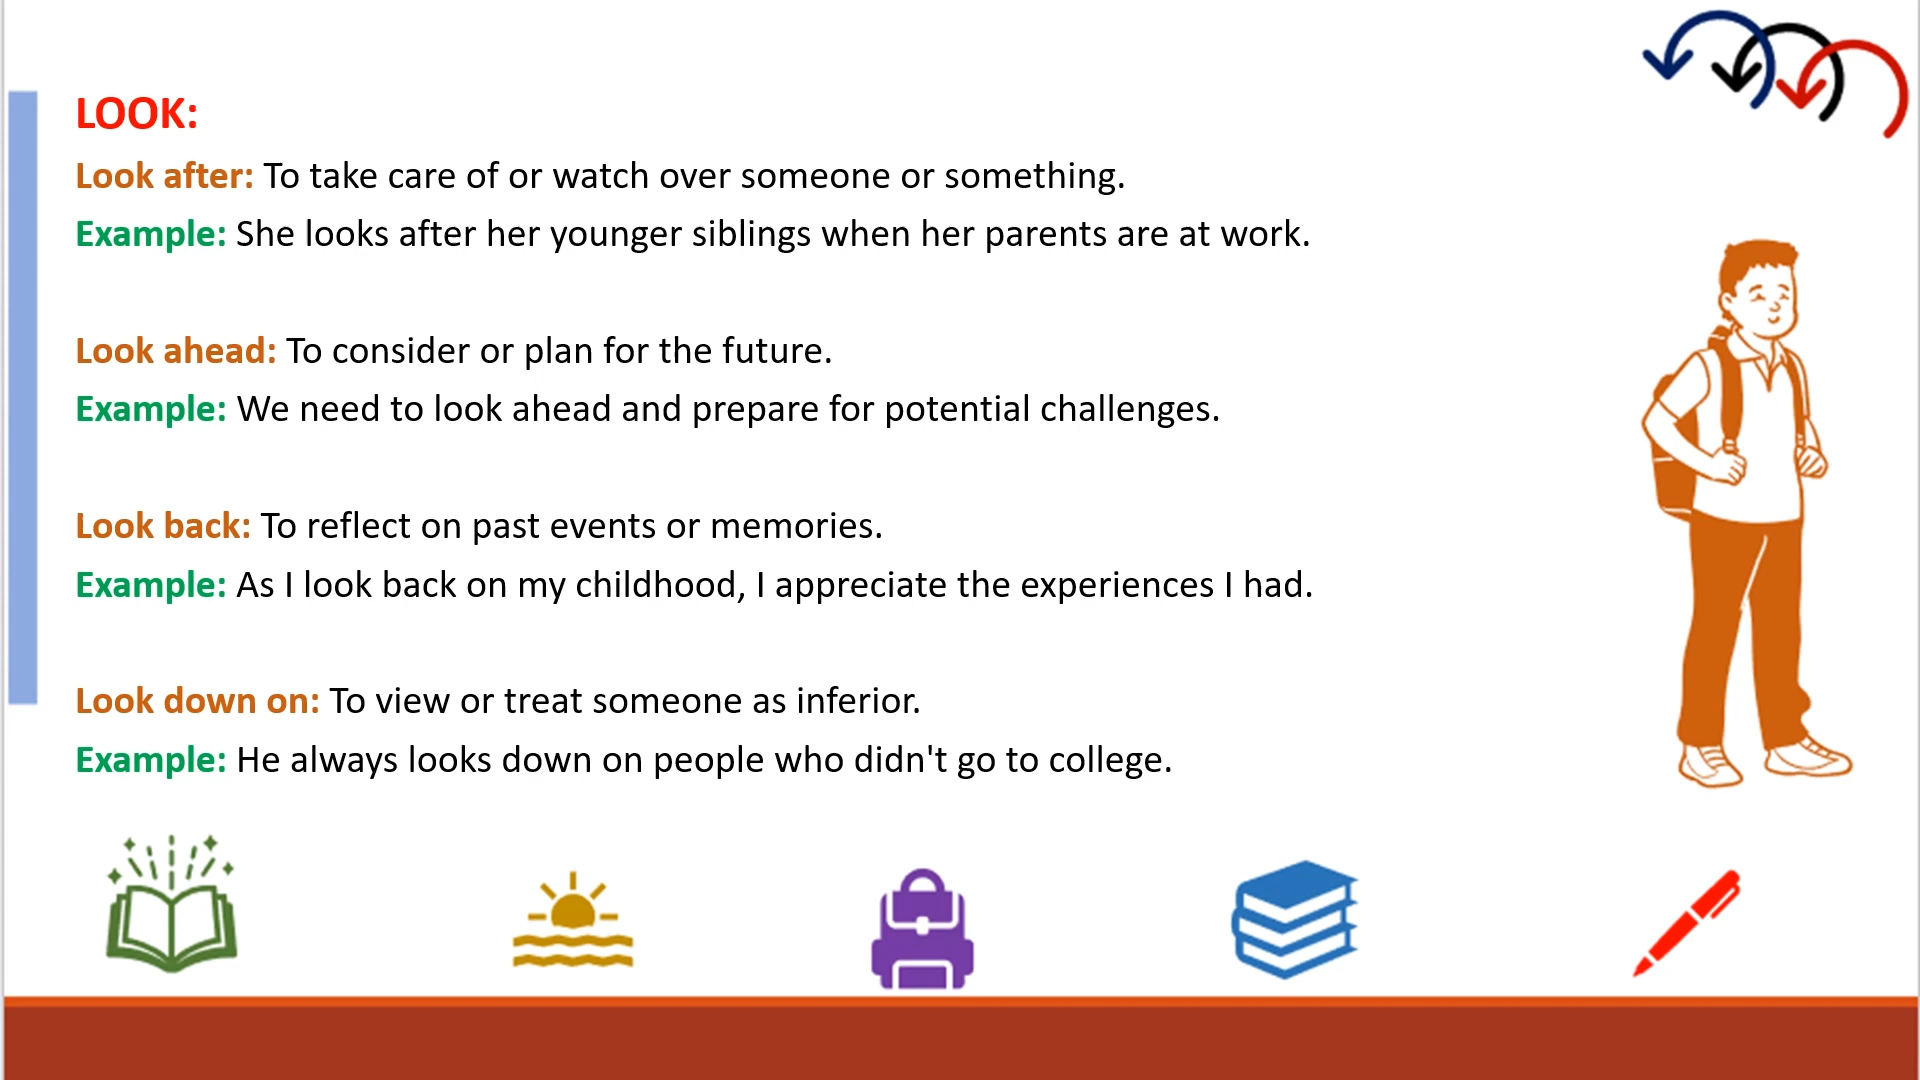 LOOK:
Look after: To take care of or watch over someone or something.
Example: She looks after her younger siblings when her parents are at work.
Look ahead: To consider or plan for the future.
Example: We need to look ahead and prepare for potential challenges.
Look back: To reflect on past events or memories.
Example: As I look back on my childhood, I appreciate the experiences I had.
Look down on: To view or treat someone as inferior.
Example: He always looks down on people who didn't go to college.